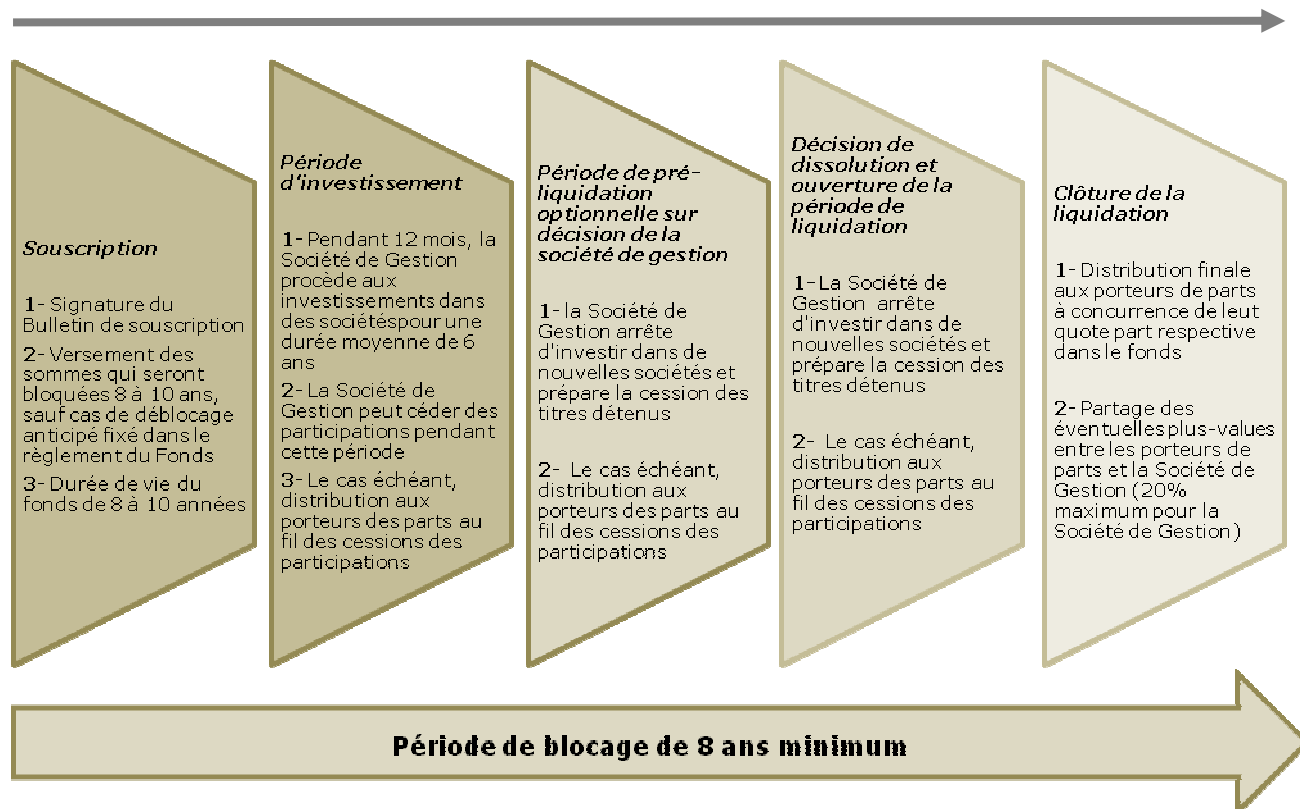 Souscription
1- Signature du
Bulletin de souscription
2- Versement des
sommes qui seront
bloquées 8 à 10 ans,
sauf cas de déblocage
anticipé fixé dans le
règlement du Fonds
3- Durée de vie du
fonds de 8 à 10 années
Période
d'investissement
1- Pendant 12 mois, la
Société de Gestion
procède aux
investissements dans
des sociétéspour une
durée moyenne de 6
ans
2- La Société de
Gestion peut céder des
participations pendant
cette période
3- Le cas échéant,
distribution aux
porteurs des parts au
fil des cessions des
participations
Période de pré-
liquidation
optionnelle sur
décision de la
société de gestion
1- la Société de
Gestion arrête
d'investir dans de
nouvelles sociétés et
prépare la cession des
titres détenus
2- Le cas échéant,
distribution aux
porteurs des parts au
fil des cessions des
participations
Décision de
dissolution et
ouverture de la
période de
liquidation
1- La Société de
Gestion arrête
d'investir dans de
nouvelles sociétés et
prépare la cession des
titres détenus
2- Le cas échéant,
distribution aux
porteurs des parts au
fil des cessions des
participations
Clôture de la
liquidation
1- Distribution finale
aux porteurs de parts
à concurrence de leut
quote part respective
dans le fonds
2- Partage des
éventuelles plus-values
entre les porteurs de
parts et la Société de
Gestion (20%
maximum pour la
Société de Gestion)
Période de blocage de 8 ans minimum